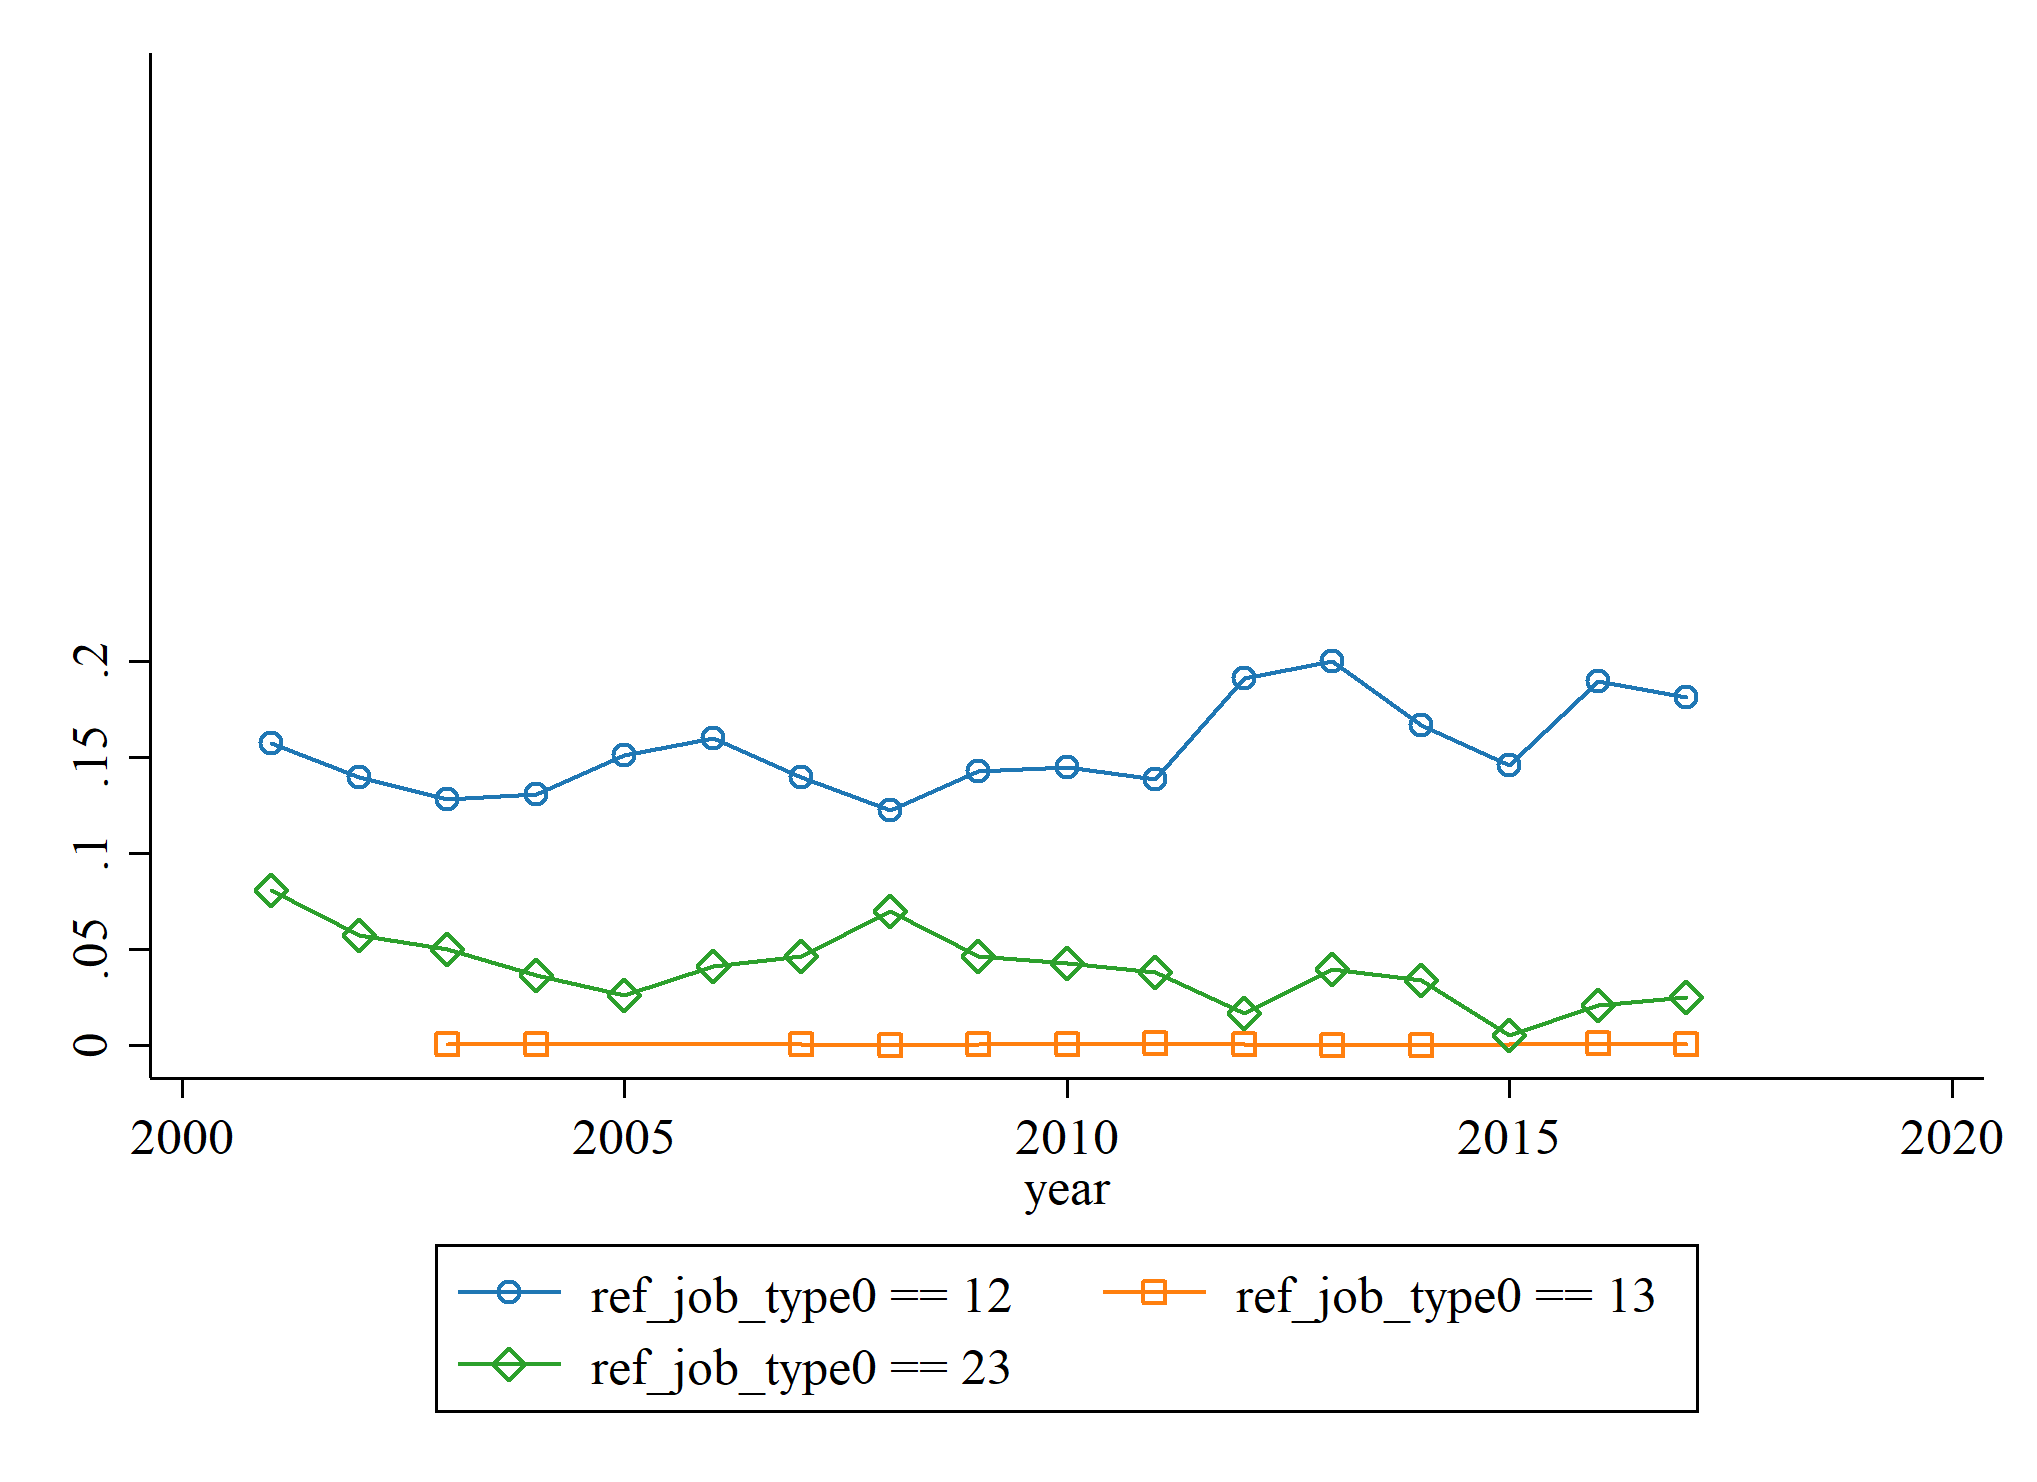 .2
.15
.1
.05
0
2000 2005 2010 2015 2020
year
ref_job_type0 == 12 ref_job_type0 == 13
ref_job_type0 == 23